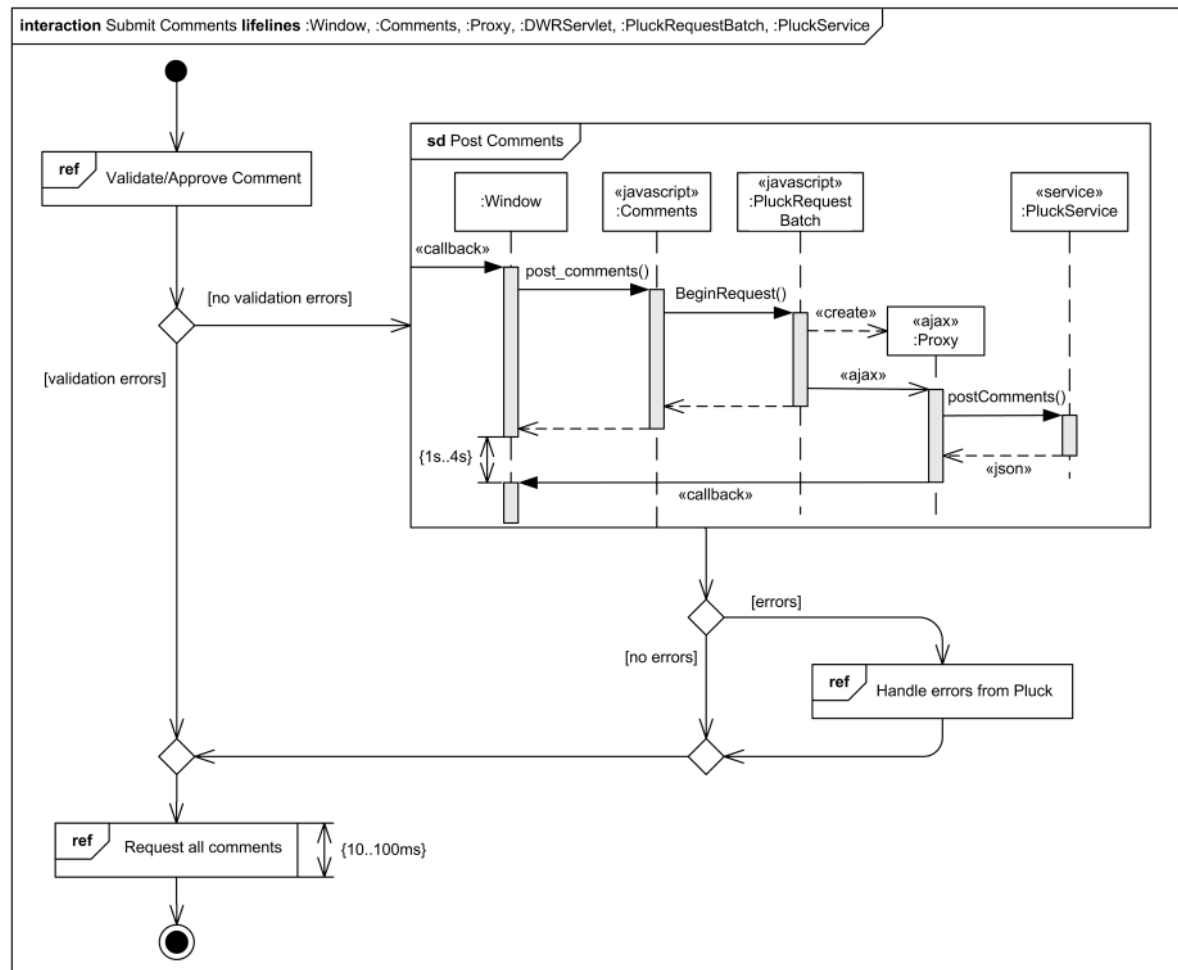 interaction Submit Comments lifelines :Window, :Comments, :Proxy, :DWRServlet, :PluckRequestBatch, :PluckService
sd Post Comments
ref
Validate/Approve Comment
:Window
«javascript»
:Comments
«javascript»
:PluckRequest
Batch
«service»
:PluckService
«callback»
post_comments()
[no validation errors]
BeginRequest()
«create»
«ajax»
:Proxy
[validation errors]
«ajax»
postComments()
{1s..4s}
«json»
«callback»
[errors]
[no errors]
ref
Handle errors from Pluck
ref
Request all comments
{10..100ms}